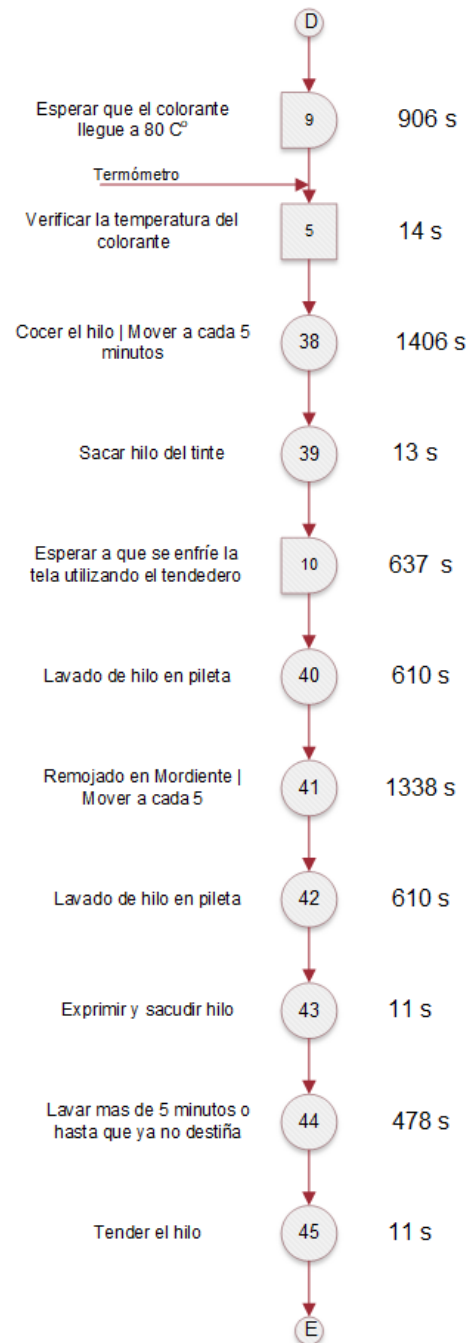 D
Esperar que el colorante
llegue a 80 Cº
9
906 s
Termómetro
Verificar la temperatura del
colorante
5
14 s
Cocer el hilo | Mover a cada 5
minutos
38
1406 s
Sacar hilo del tinte
39
13 s
Esperar a que se enfríe la
tela utilizando el tendedero
10
637 s
Lavado de hilo en pileta
40
610 s
Remojado en Mordiente |
Mover a cada 5
41
1338 s
Lavado de hilo en pileta
42
610 s
Exprimir y sacudir hilo
43
11 s
Lavar mas de 5 minutos o
hasta que ya no destiña
44
478 s
Tender el hilo
45
11 s
E